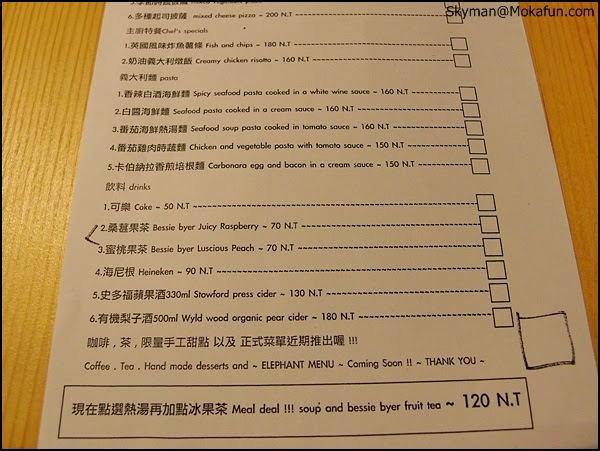 Skyman@Mokafun.com
6.多種起司披薩 mixed cheese pizza ~ 200 N.T
主廚特餐Chef's specials
1.英國風味炸魚薯條 Fish and chips ~ 180 N.T
2.奶油義大利燉飯 Creamy chicken risotto ~ 160 N.T
義大利麵 pasta
1.香辣白酒海鮮麵 Spicy seafood pasta cooked in a white wine sauce ~ 160 N.T
2.白醬海鮮麵 Seafood pasta cooked in a cream sauce ~ 160 N.T
3.番茄海鮮熱湯麵 Seafood soup pasta cooked in tomato sauce ~ 160 N.T
4.番茄雞肉時蔬麵 Chicken and vegetable pasta with tomato sauce ~ 150 N.T
5.卡伯納拉香煎培根麵 Carbonara egg and bacon in a cream sauce ~ 150 N.T
飲料 drinks
1.可樂 Coke ~ 50 N.T
2.桑葚果茶 Bessie byer Juicy Raspberry ~ 70 N.T
3.蜜桃果茶 Bessie byer Luscious Peach ~ 70 N.T
4.海尼根 Heineken ~ 90 N.T
5.史多福蘋果酒330ml Stowford press cider ~ 130 N.T
6.有機梨子酒500ml Wyld wood organic pear cider ~ 180 N.T
咖啡 , 茶 , 限量手工甜點 以及 正式菜單近期推出喔 !!!
Coffee . Tea . Hand made desserts and ~ ELEPHANT MENU ~ Coming Soon !! ~ THANK YOU ~
現在點選熱湯再加點冰果茶 Meal deal !!! soup and bessie byer fruit tea ~ 120 N.T